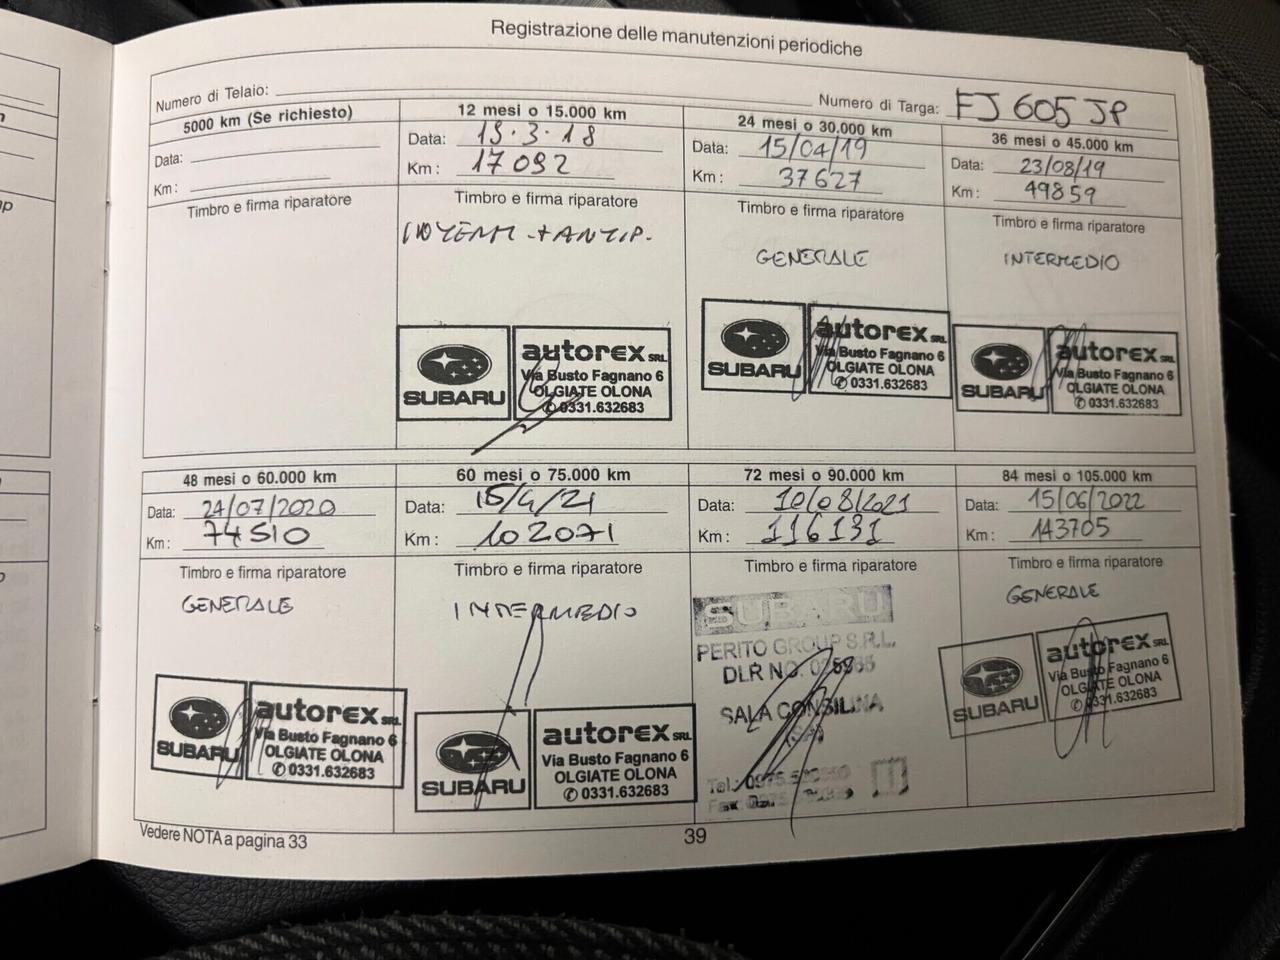 Registrazione delle manutenzioni periodiche
Numero di Telaio:
Numero di Targa: FJ 605 JP
5000 km (Se richiesto)
Data:
Km :
Timbro e firma riparatore
12 mesi o 15.000 km
Data: 19.3.18
Km : 17092
Timbro e firma riparatore
+ ANTIP.
SUBARU
autorex SRL
Via Busto Fagnano 6
OLGIATE OLONA
✆ 0331.632683
24 mesi o 30.000 km
Data: 15/04/19
Km : 37627
Timbro e firma riparatore
GENERALE
SUBARU
autorex SRL
Via Busto Fagnano 6
OLGIATE OLONA
✆ 0331.632683
36 mesi o 45.000 km
Data: 23/08/19
Km : 49859
Timbro e firma riparatore
INTERMEDIO
SUBARU
autorex SRL
Via Busto Fagnano 6
OLGIATE OLONA
✆ 0331.632683
48 mesi o 60.000 km
Data: 24/07/2020
Km : 74510
Timbro e firma riparatore
GENERALE
SUBARU
autorex SRL
Via Busto Fagnano 6
OLGIATE OLONA
✆ 0331.632683
60 mesi o 75.000 km
Data: 15/4/21
Km : 102071
Timbro e firma riparatore
INTERMEDIO
SUBARU
autorex SRL
Via Busto Fagnano 6
OLGIATE OLONA
✆ 0331.632683
72 mesi o 90.000 km
Data: 10/08/2021
Km : 116131
Timbro e firma riparatore
SUBARU
PERITO GROUP S.R.L.
DLR NO.
SALA CONSILINA
Tel.:
Fax
84 mesi o 105.000 km
Data: 15/06/2022
Km : 143705
Timbro e firma riparatore
GENERALE
SUBARU
autorex SRL
Via Busto Fagnano 6
OLGIATE OLONA
✆ 0331.632683
Vedere NOTA a pagina 33
39